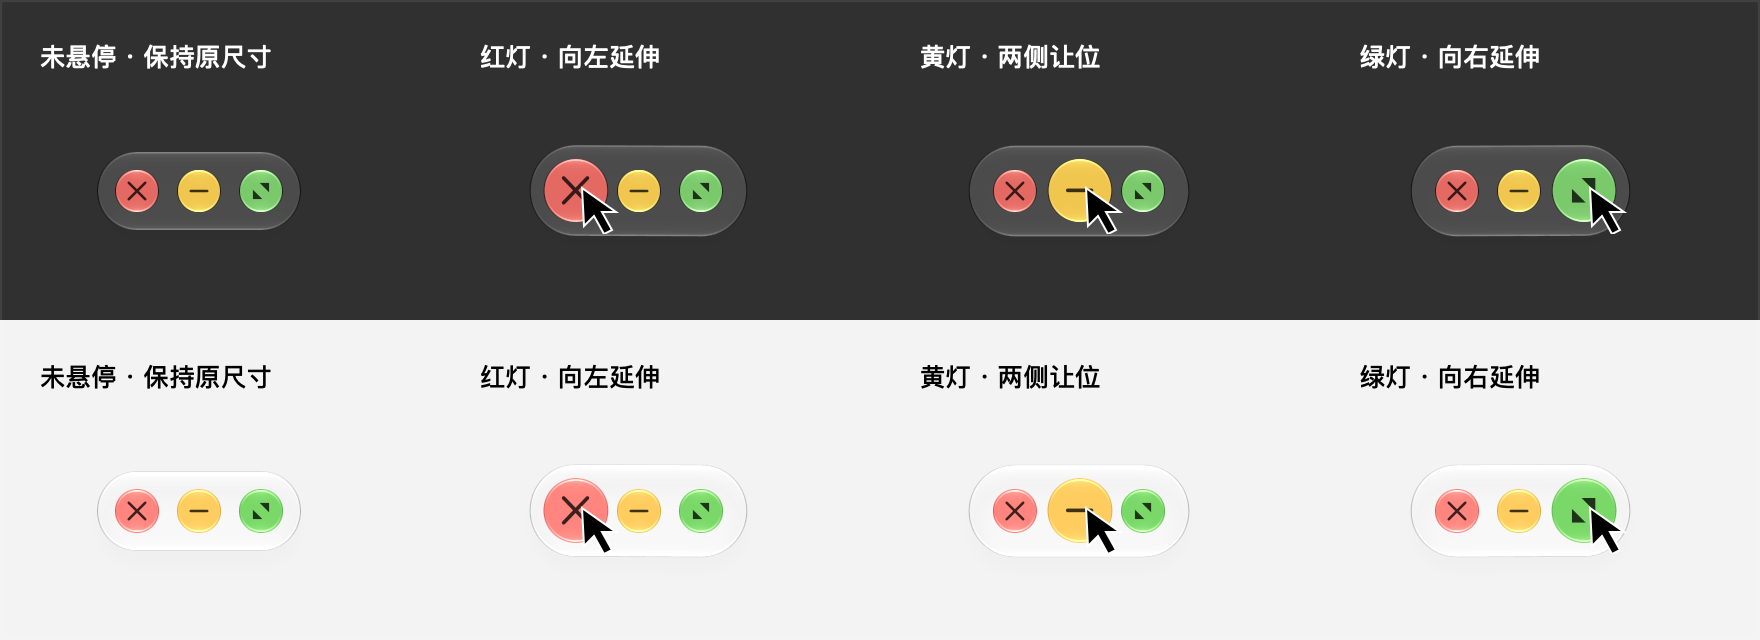 未悬停 · 保持原尺寸
红灯 · 向左延伸
黄灯 · 两侧让位
绿灯 · 向右延伸
未悬停 · 保持原尺寸
红灯 · 向左延伸
黄灯 · 两侧让位
绿灯 · 向右延伸